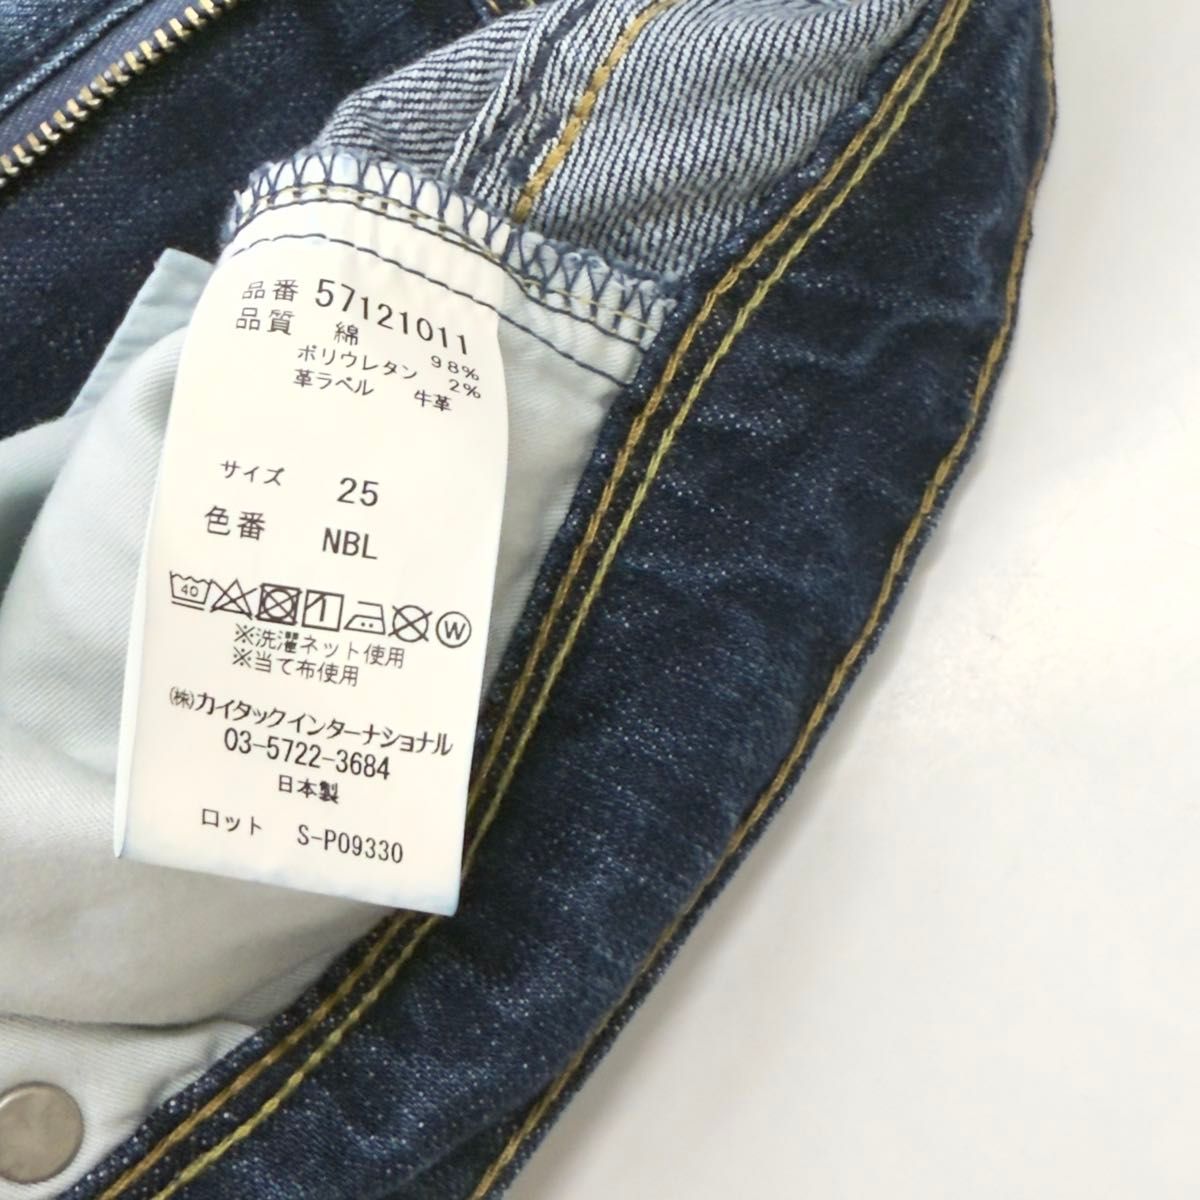 品番 57121011
品質 綿 98%
ポリウレタン 2%
革ラベル 牛革
サイズ 25
色番 NBL
40 W
※洗濯ネット使用
※当て布使用
(株)カイタックインターナショナル
03-5722-3684
日本製
ロット S-P09330